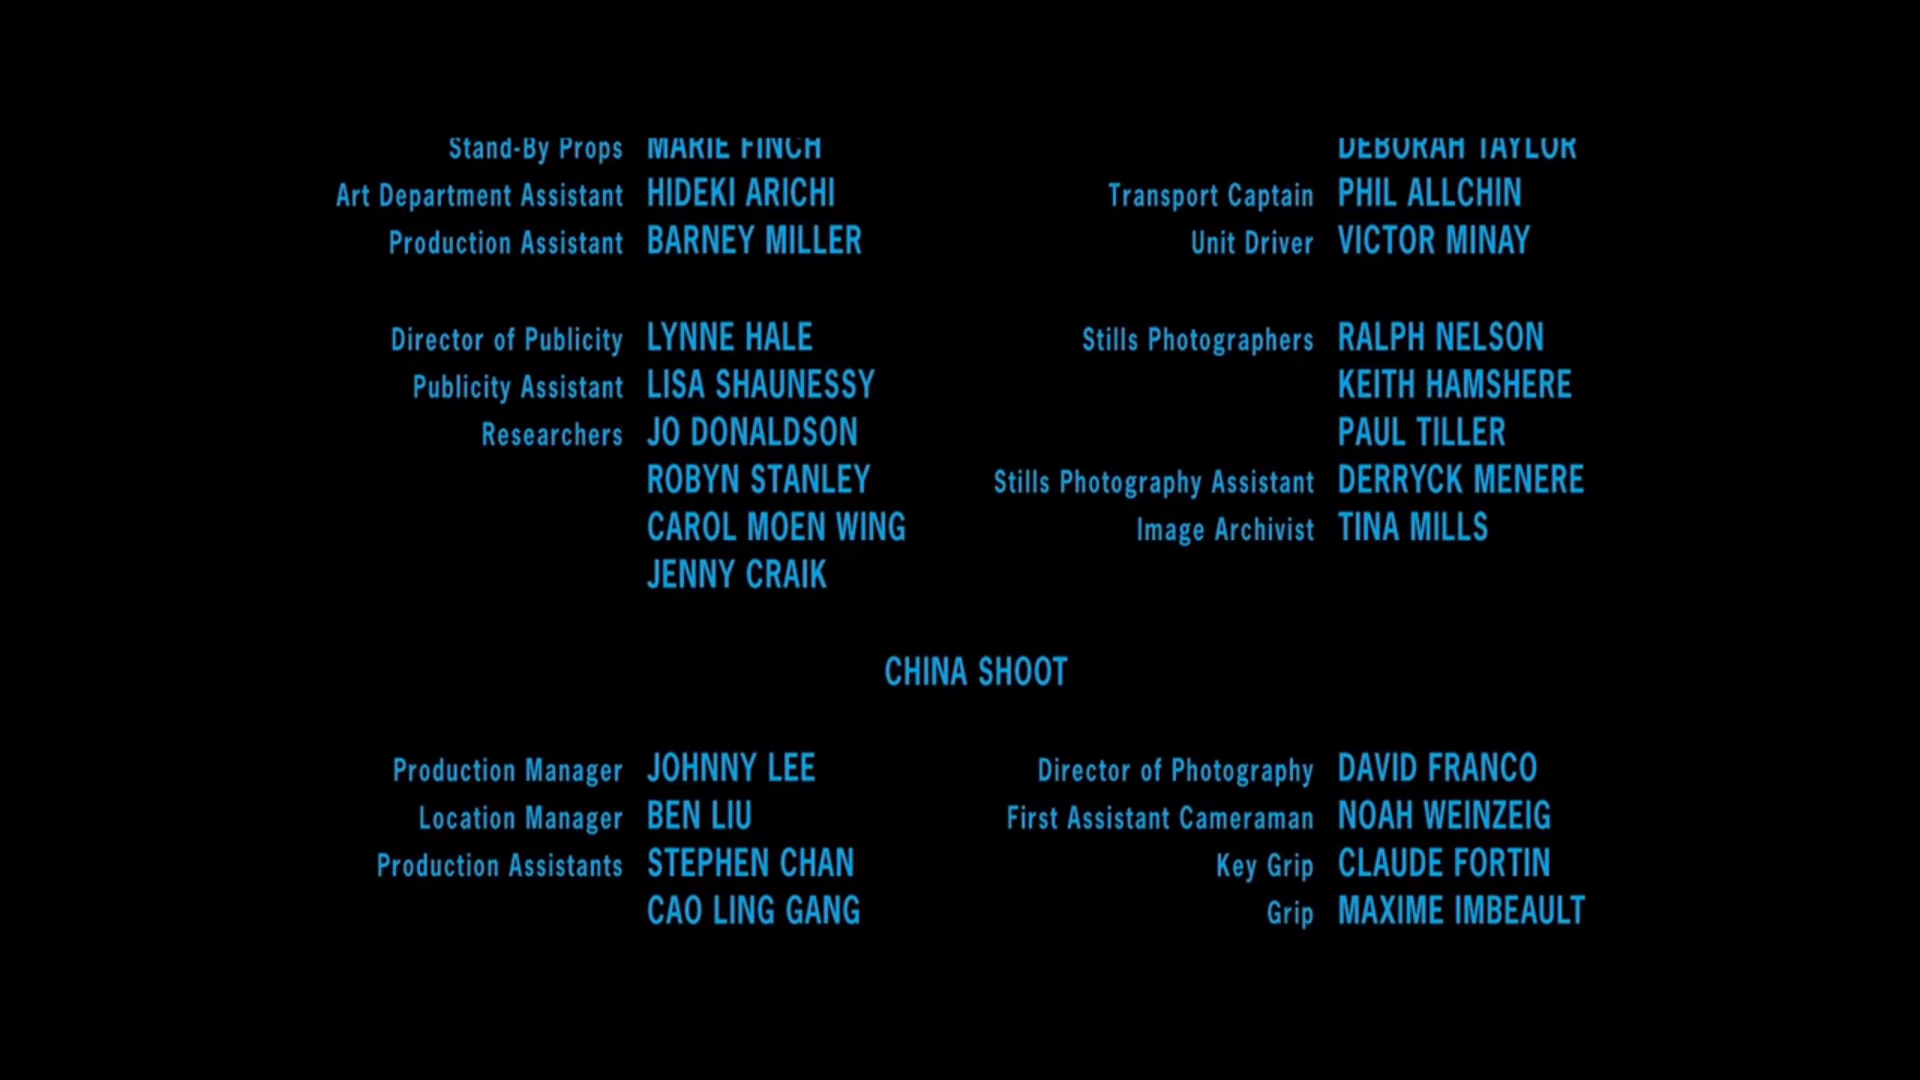 Stand-By Props MARIE FINCH
Art Department Assistant HIDEKI ARICHI
Production Assistant BARNEY MILLER
DEBORAH TAYLOR
Transport Captain PHIL ALLCHIN
Unit Driver VICTOR MINAY
Director of Publicity LYNNE HALE
Publicity Assistant LISA SHAUNESSY
Researchers JO DONALDSON
ROBYN STANLEY
CAROL MOEN WING
JENNY CRAIK
Stills Photographers RALPH NELSON
KEITH HAMSHERE
PAUL TILLER
Stills Photography Assistant DERRYCK MENERE
Image Archivist TINA MILLS
CHINA SHOOT
Production Manager JOHNNY LEE
Location Manager BEN LIU
Production Assistants STEPHEN CHAN
CAO LING GANG
Director of Photography DAVID FRANCO
First Assistant Cameraman NOAH WEINZEIG
Key Grip CLAUDE FORTIN
Grip MAXIME IMBEAULT